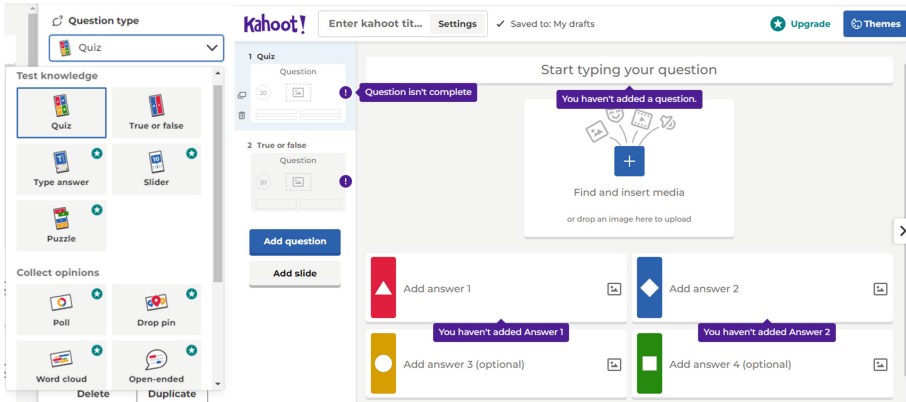 Question type
Quiz
Test knowledge
Quiz
True or false
Type answer
Slider
Puzzle
Collect opinions
Poll
Drop pin
Word cloud
Open-ended
Delete
Duplicate
Kahoot!
Enter kahoot tit...
Settings
Saved to: My drafts
Upgrade
Themes
1 Quiz
Question
20
Question isn't complete
2 True or false
Question
20
Add question
Add slide
Start typing your question
You haven't added a question.
Find and insert media
or drop an image here to upload
Add answer 1
Add answer 2
You haven't added Answer 1
You haven't added Answer 2
Add answer 3 (optional)
Add answer 4 (optional)